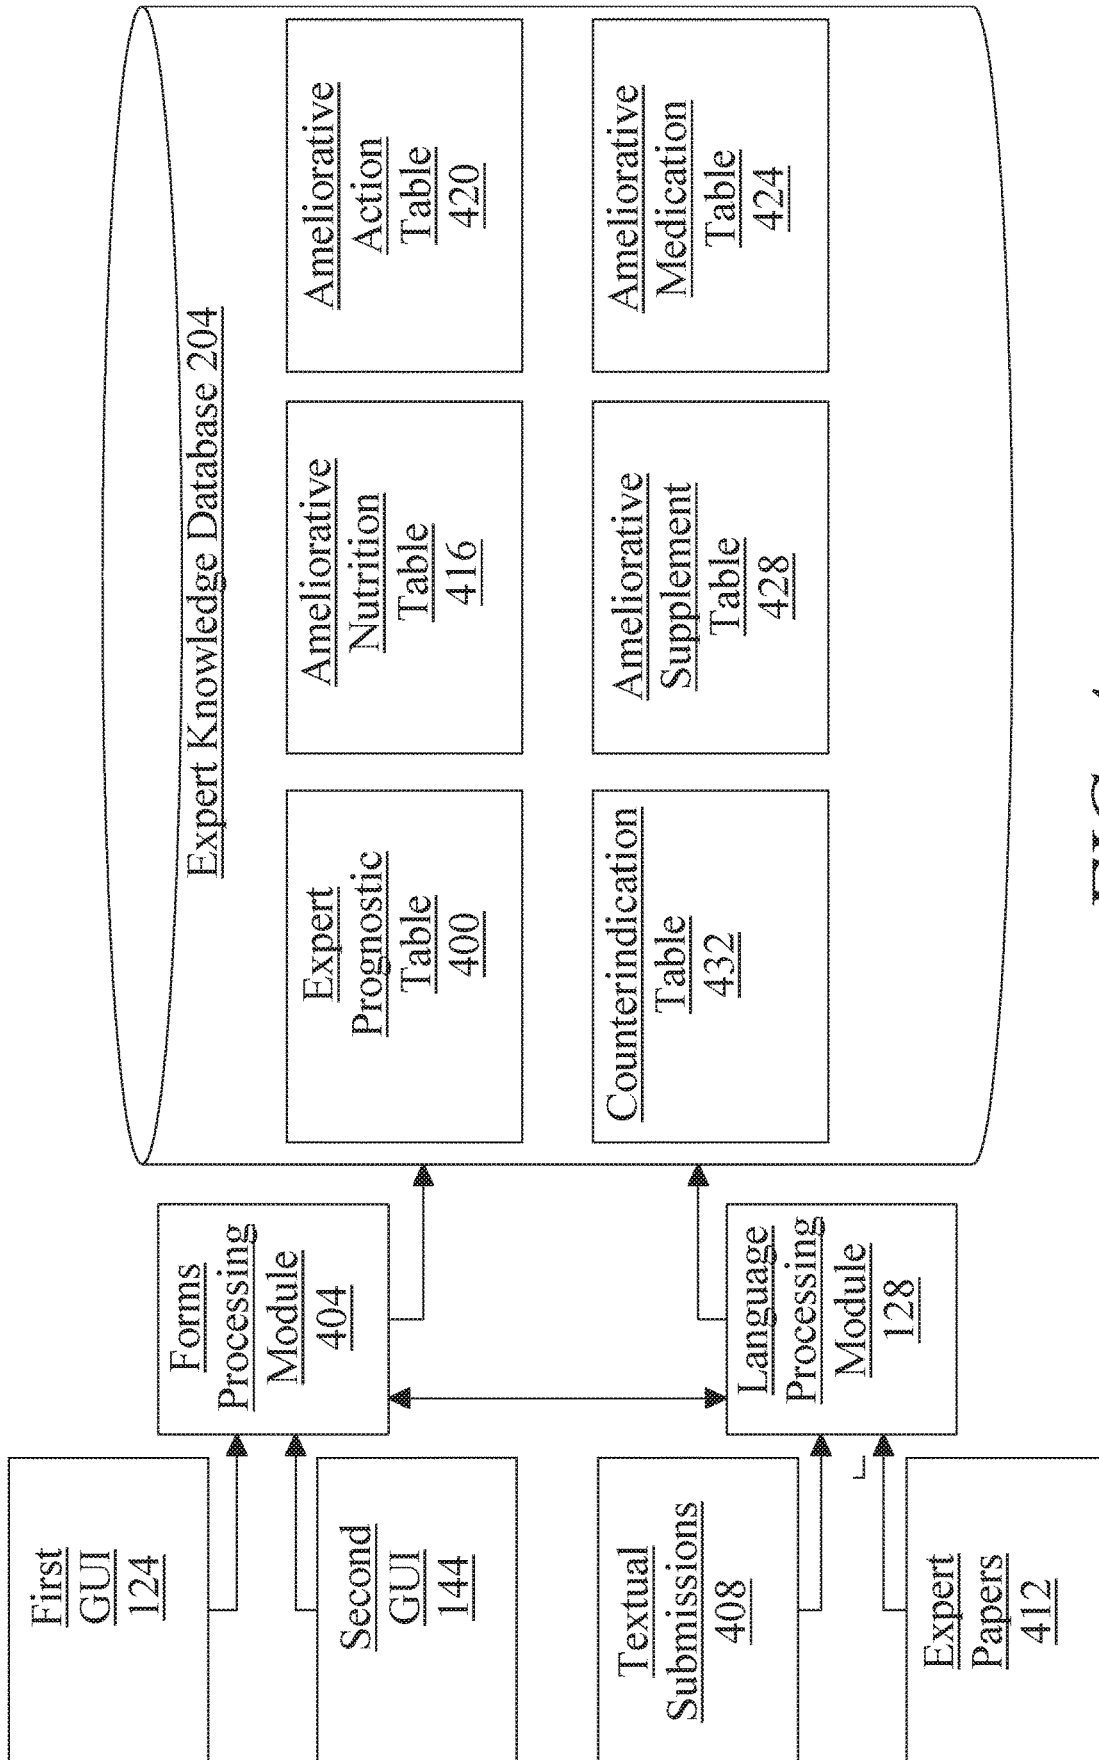 First
GUI
124
Second
GUI
144
Textual
Submissions
408
Expert
Papers
412
Forms
Processing
Module
404
Language
Processing
Module
128
Expert Knowledge Database 204
Expert
Prognostic
Table
400
Ameliorative
Nutrition
Table
416
Ameliorative
Action
Table
420
Counterindication
Table
432
Ameliorative
Supplement
Table
428
Ameliorative
Medication
Table
424